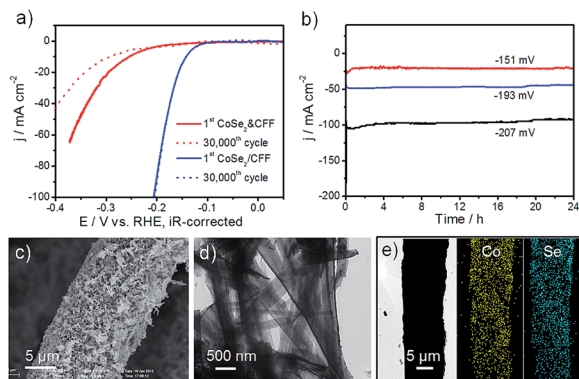 a)
0
-20
-40
-60
-80
-100
j / mA cm-2
1st CoSe2&CFF
30,000th cycle
1st CoSe2/CFF
30,000th cycle
-0.4 -0.3 -0.2 -0.1 0.0
E / V vs. RHE, iR-corrected
b)
0
-50
-100
-150
-200
j / mA cm-2
-151 mV
-193 mV
-207 mV
0 4 8 12 16 20 24
Time / h
c)
5 μm
d)
500 nm
e)
5 μm
Co
Se